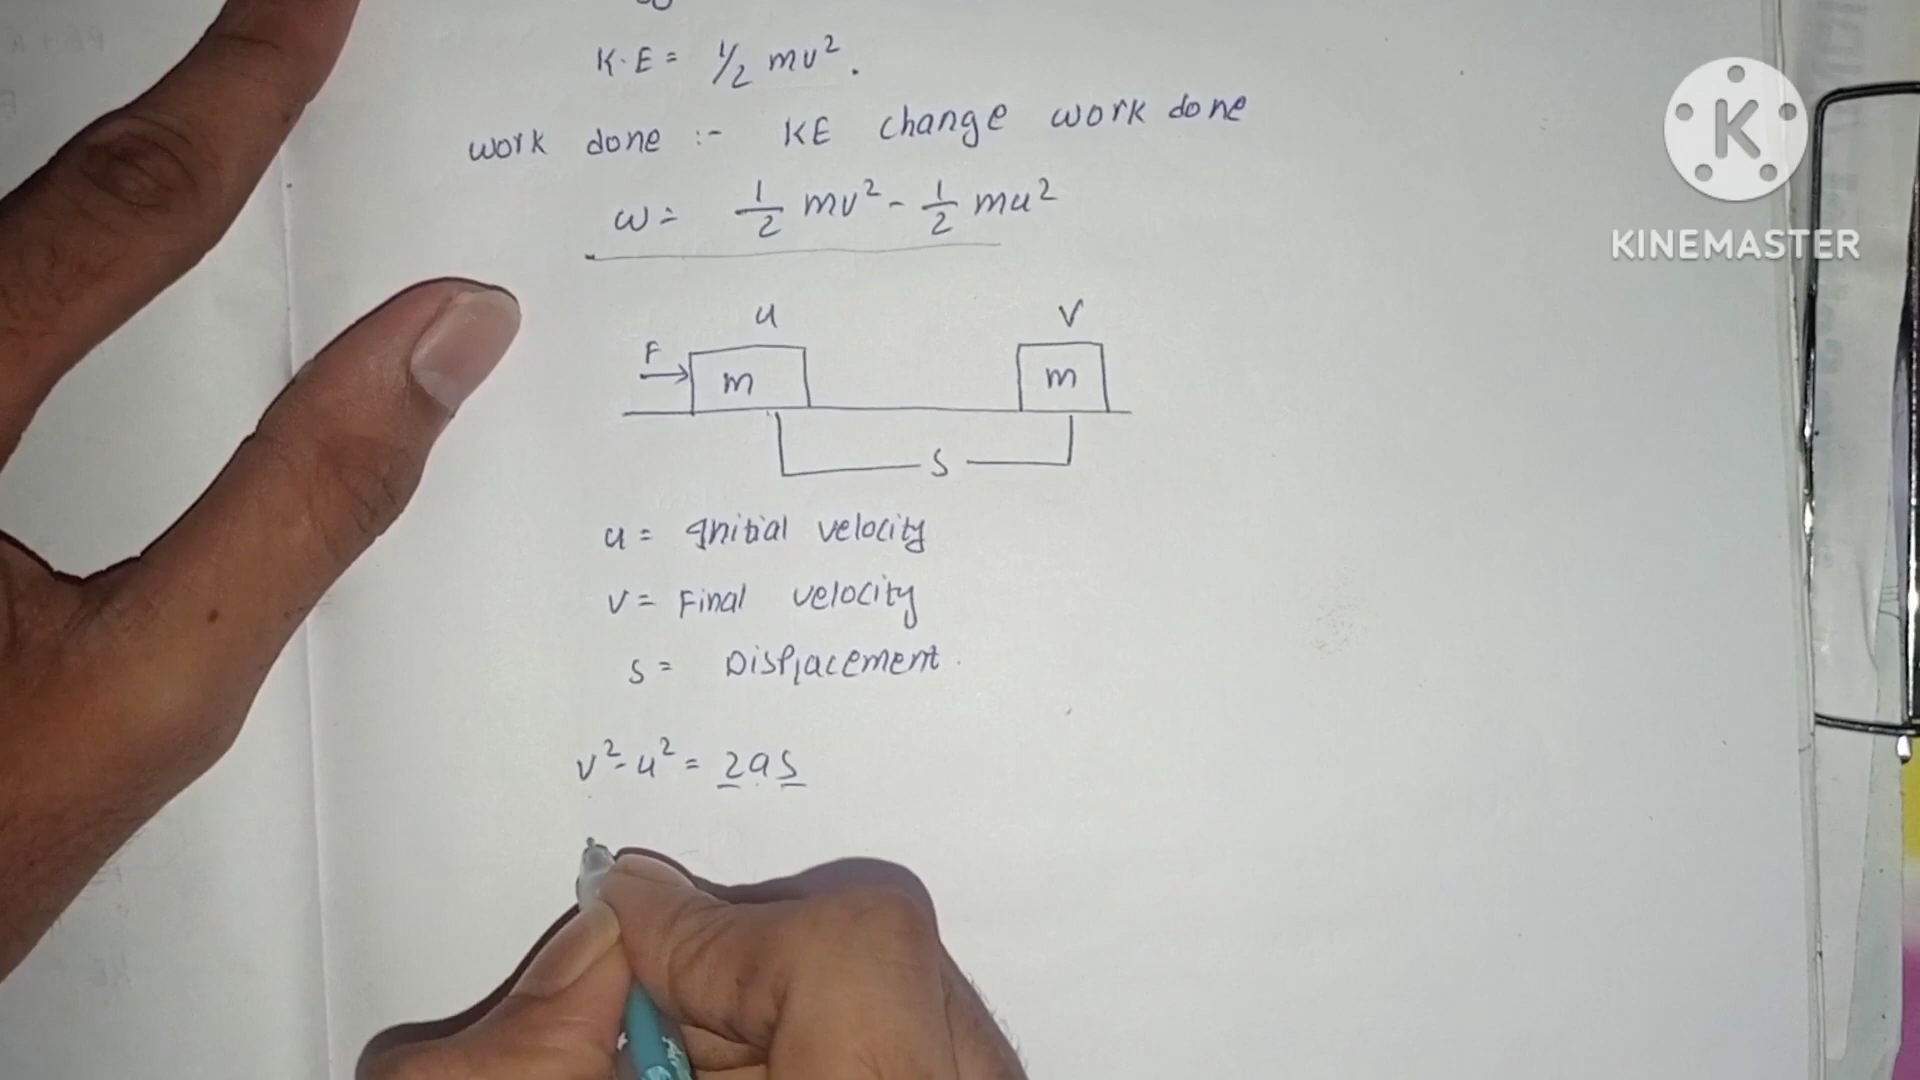 K.E = 1/2 mv².
work done :- KE change work done
W = 1/2 mv² - 1/2 mu²
u
v
F
m
m
s
u = Initial velocity
v = Final velocity
s = Displacement.
v² - u² = 2as
K
KINEMASTER